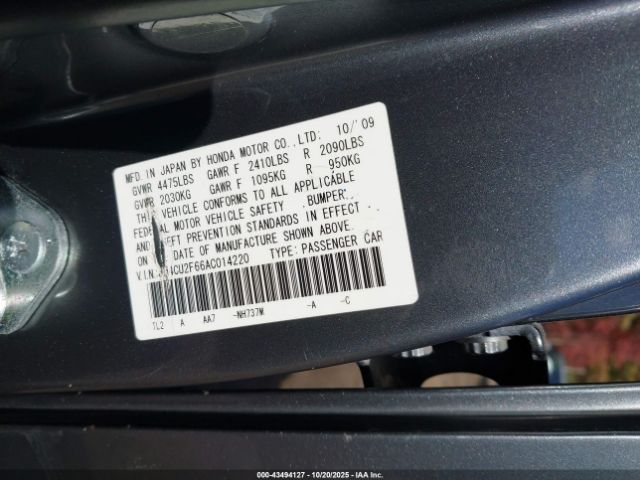 MFD. IN JAPAN BY HONDA MOTOR CO.,LTD: 10/'09
GVWR 4475LBS GAWR F 2410LBS R 2090LBS
GVWR 2030KG GAWR F 1095KG R 950KG
THIS VEHICLE CONFORMS TO ALL APPLICABLE
FEDERAL MOTOR VEHICLE SAFETY, BUMPER,
AND THEFT PREVENTION STANDARDS IN EFFECT
ON DATE OF MANUFACTURE SHOWN ABOVE.
V.I.N: CU2F66AC014220 TYPE: PASSENGER CAR
TL2 A AA7 -NH737M -A -C
000-43494127 - 10/20/2025 - IAA Inc.